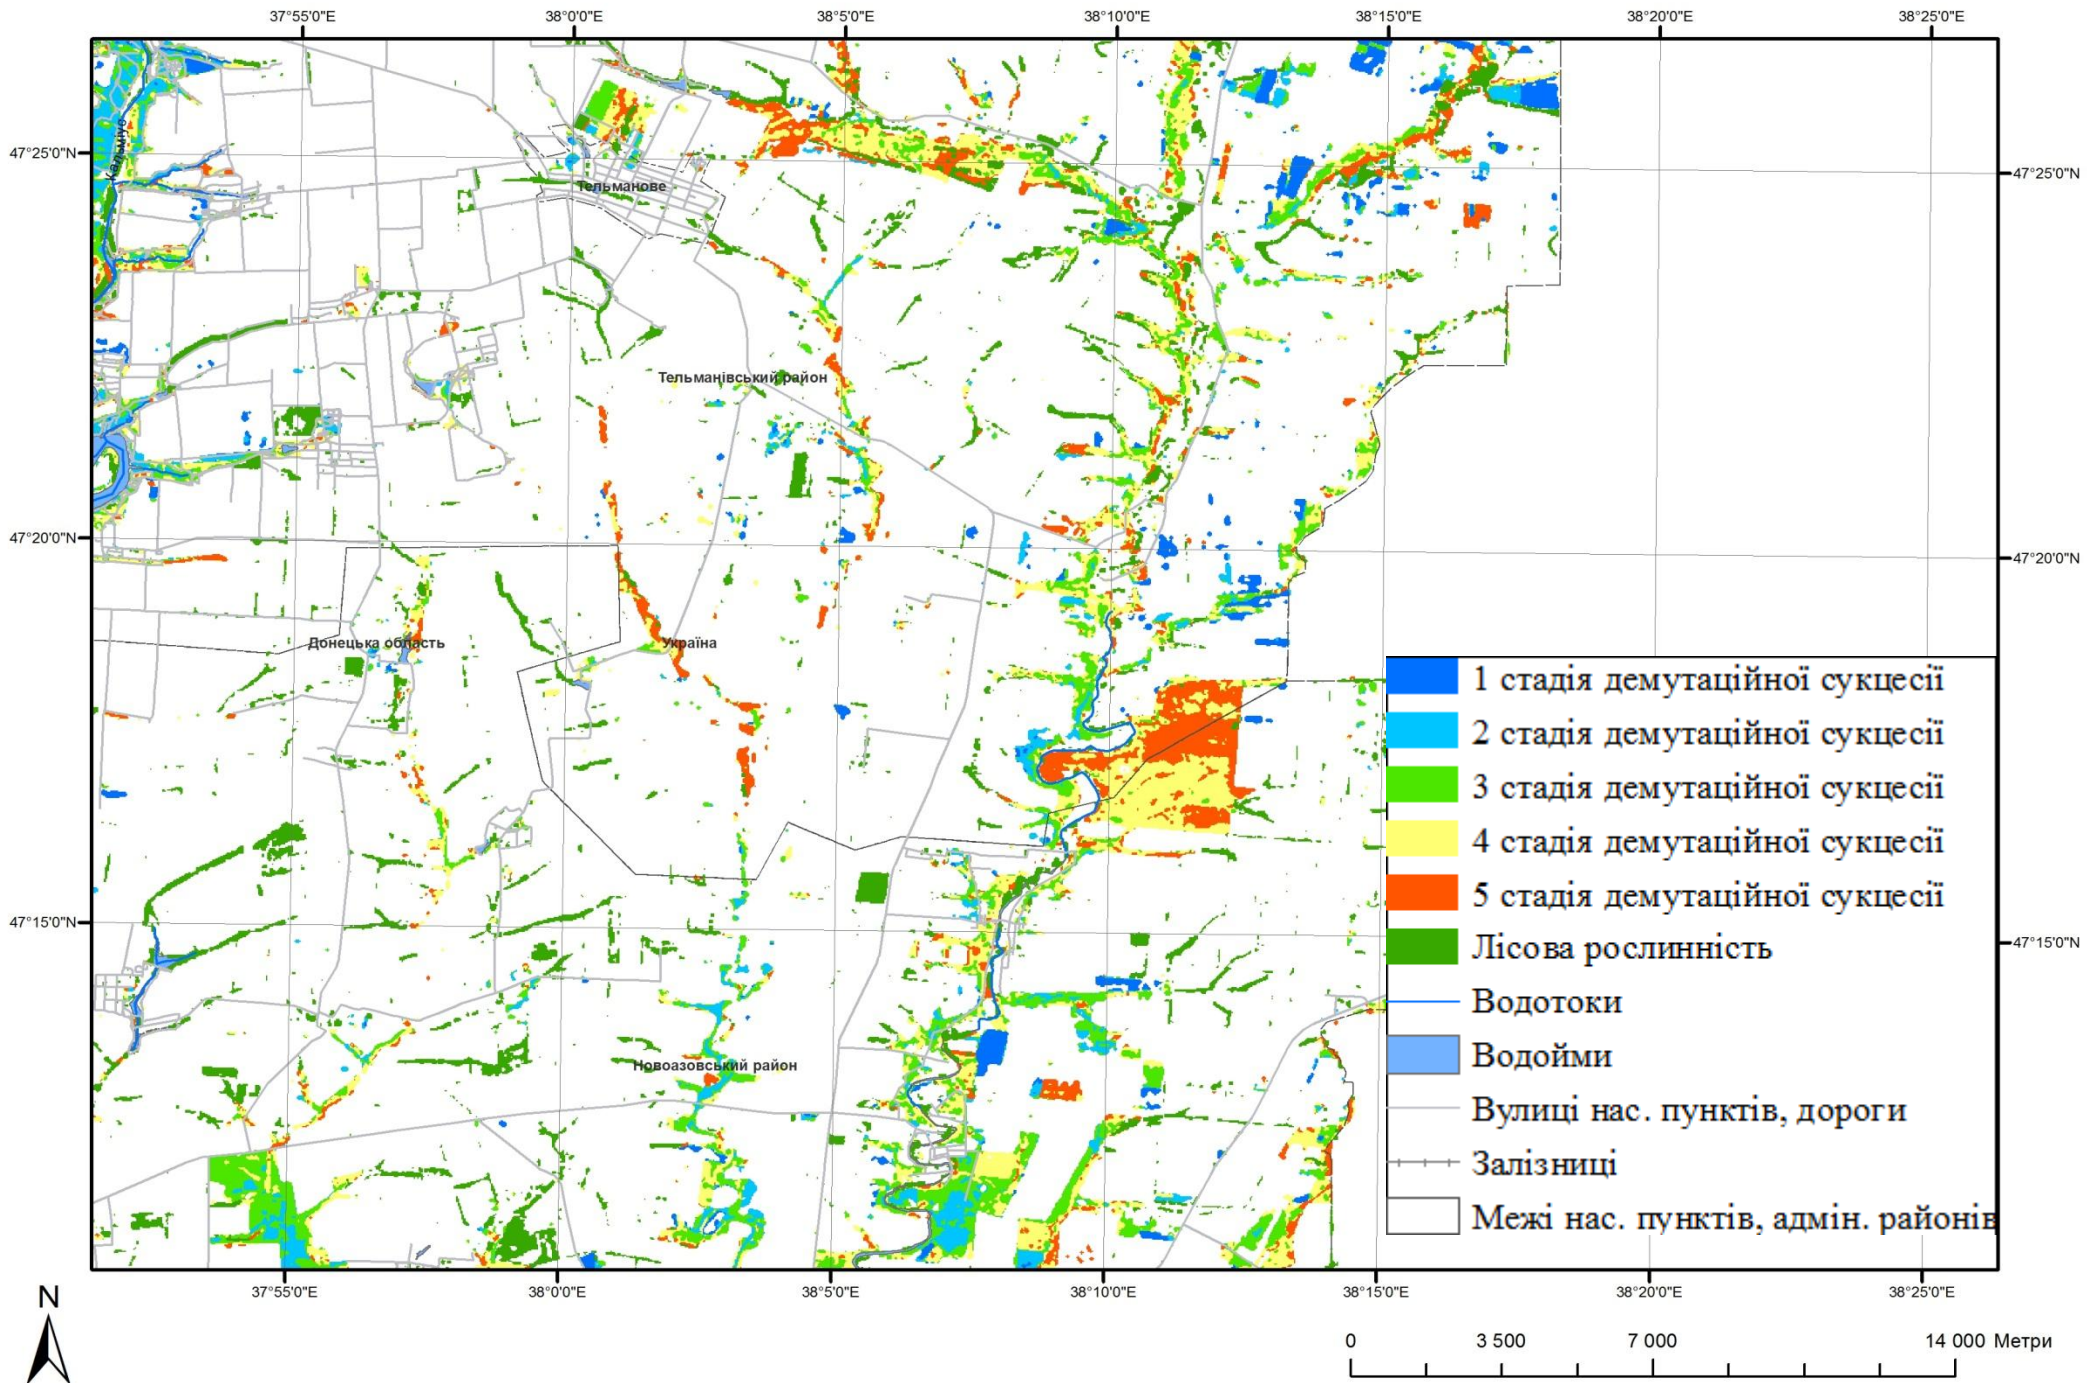 37°55'0"E 38°0'0"E 38°5'0"E 38°10'0"E 38°15'0"E 38°20'0"E 38°25'0"E
47°25'0"N 47°25'0"N
Кальміус
Тельманове
Тельманівський район
47°20'0"N 47°20'0"N
Донецька область Україна
1 стадія демутаційної сукцесії
2 стадія демутаційної сукцесії
3 стадія демутаційної сукцесії
4 стадія демутаційної сукцесії
5 стадія демутаційної сукцесії
Лісова рослинність
Водотоки
Водойми
Вулиці нас. пунктів, дороги
Залізниці
Межі нас. пунктів, адмін. районів
47°15'0"N 47°15'0"N
Новоазовський район
37°55'0"E 38°0'0"E 38°5'0"E 38°10'0"E 38°15'0"E 38°20'0"E 38°25'0"E
N
0 3 500 7 000 14 000 Метри